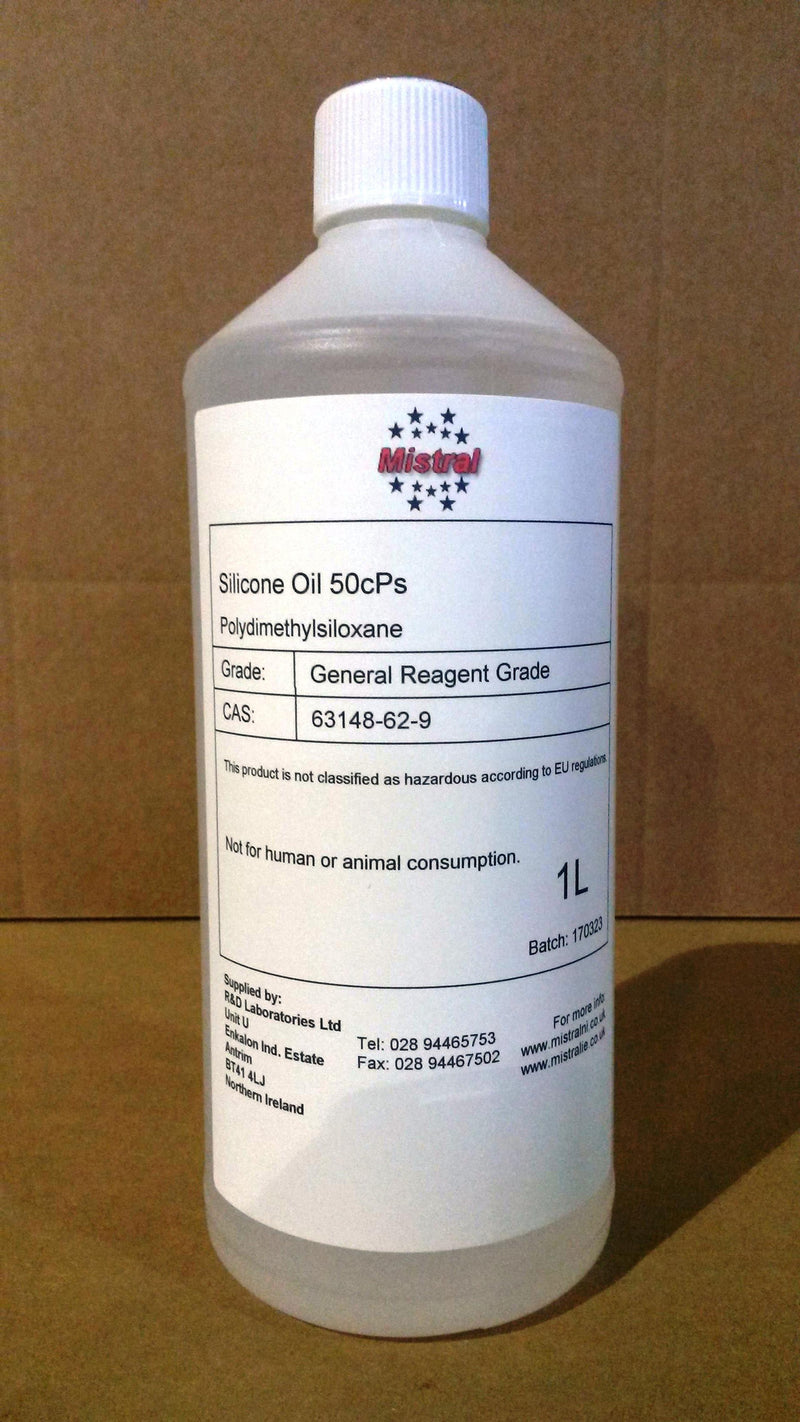 Mistral
Silicone Oil 50cPs
Polydimethylsiloxane
Grade: General Reagent Grade
CAS: 63148-62-9
This product is not classified as hazardous according to EU regulations.
Not for human or animal consumption.
1L
Batch: 170323
Supplied by:
R&D Laboratories Ltd
Unit U
Enkalon Ind. Estate
Antrim
BT41 4LJ
Northern Ireland
Tel: 028 94465753
Fax: 028 94467502
For more info
www.mistralni.co.uk
www.mistralie.co.uk